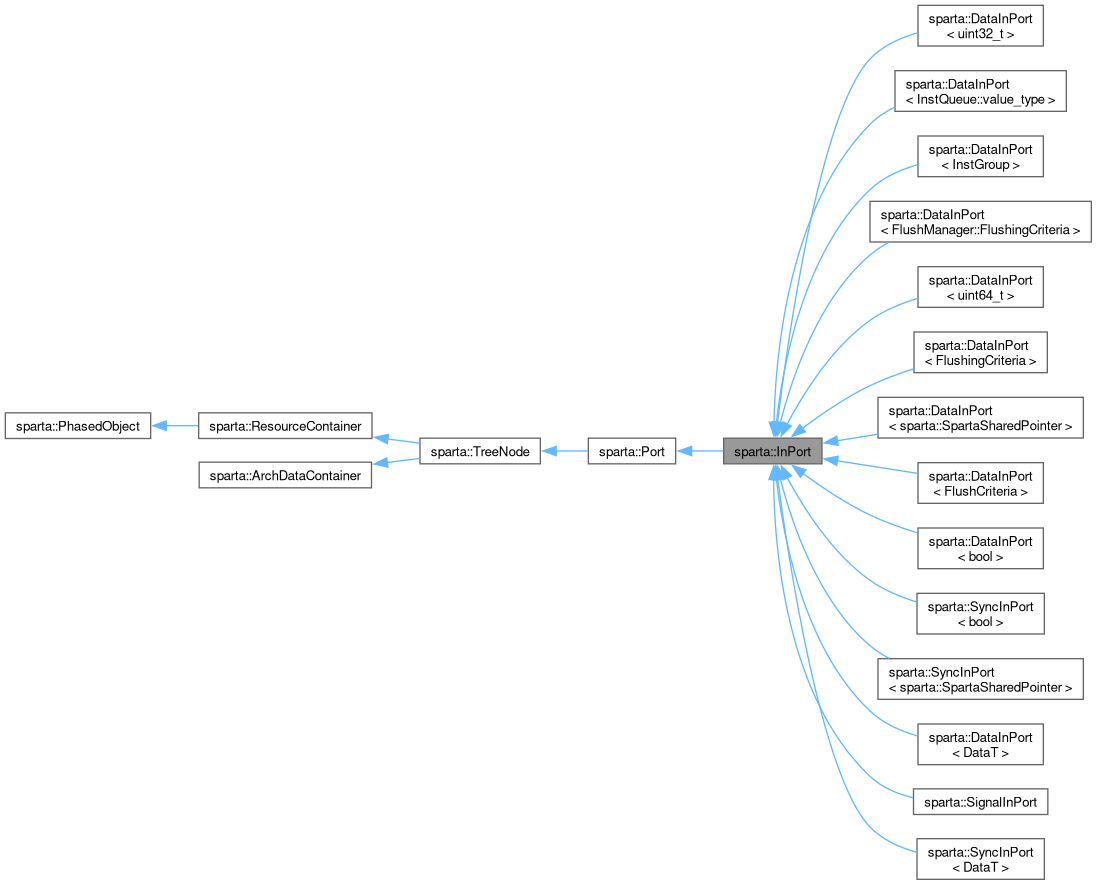 sparta::PhasedObject
sparta::ResourceContainer
sparta::ArchDataContainer
sparta::TreeNode
sparta::Port
sparta::InPort
sparta::DataInPort
< uint32_t >
sparta::DataInPort
< InstQueue::value_type >
sparta::DataInPort
< InstGroup >
sparta::DataInPort
< FlushManager::FlushingCriteria >
sparta::DataInPort
< uint64_t >
sparta::DataInPort
< FlushingCriteria >
sparta::DataInPort
< sparta::SpartaSharedPointer >
sparta::DataInPort
< FlushCriteria >
sparta::DataInPort
< bool >
sparta::SyncInPort
< bool >
sparta::SyncInPort
< sparta::SpartaSharedPointer >
sparta::DataInPort
< DataT >
sparta::SignalInPort
sparta::SyncInPort
< DataT >